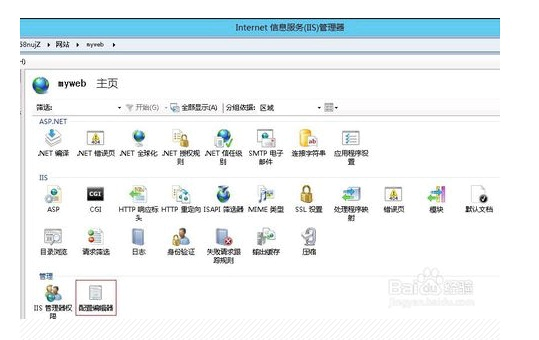 Internet 信息服务(IIS)管理器
58nujZ ▸ 网站 ▸ myweb ▸
H)
myweb 主页
筛选: 开始(G) 全部显示(A) 分组依据: 区域
ASP.NET
.NET 编译 .NET 错误页 .NET 全球化 .NET 授权规则 .NET 信任级别 SMTP 电子邮件 连接字符串 应用程序设置
IIS
ASP CGI HTTP 响应标头 HTTP 重定向 ISAPI 筛选器 MIME 类型 SSL 设置 处理程序映射 错误页 模块 默认文档
目录浏览 请求筛选 日志 身份验证 失败请求跟踪规则 输出缓存 压缩
管理
IIS 管理器权限 配置编辑器
Baidu 经验
jingyan.baidu.com